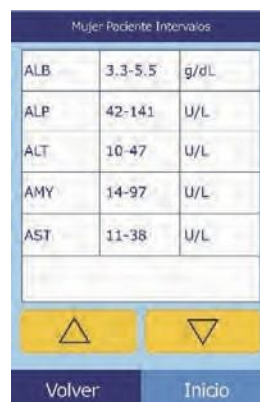 Mujer Paciente Intervalos
ALB 3.3-5.5 g/dL
ALP 42-141 U/L
ALT 10-47 U/L
AMY 14-97 U/L
AST 11-38 U/L
Volver Inicio